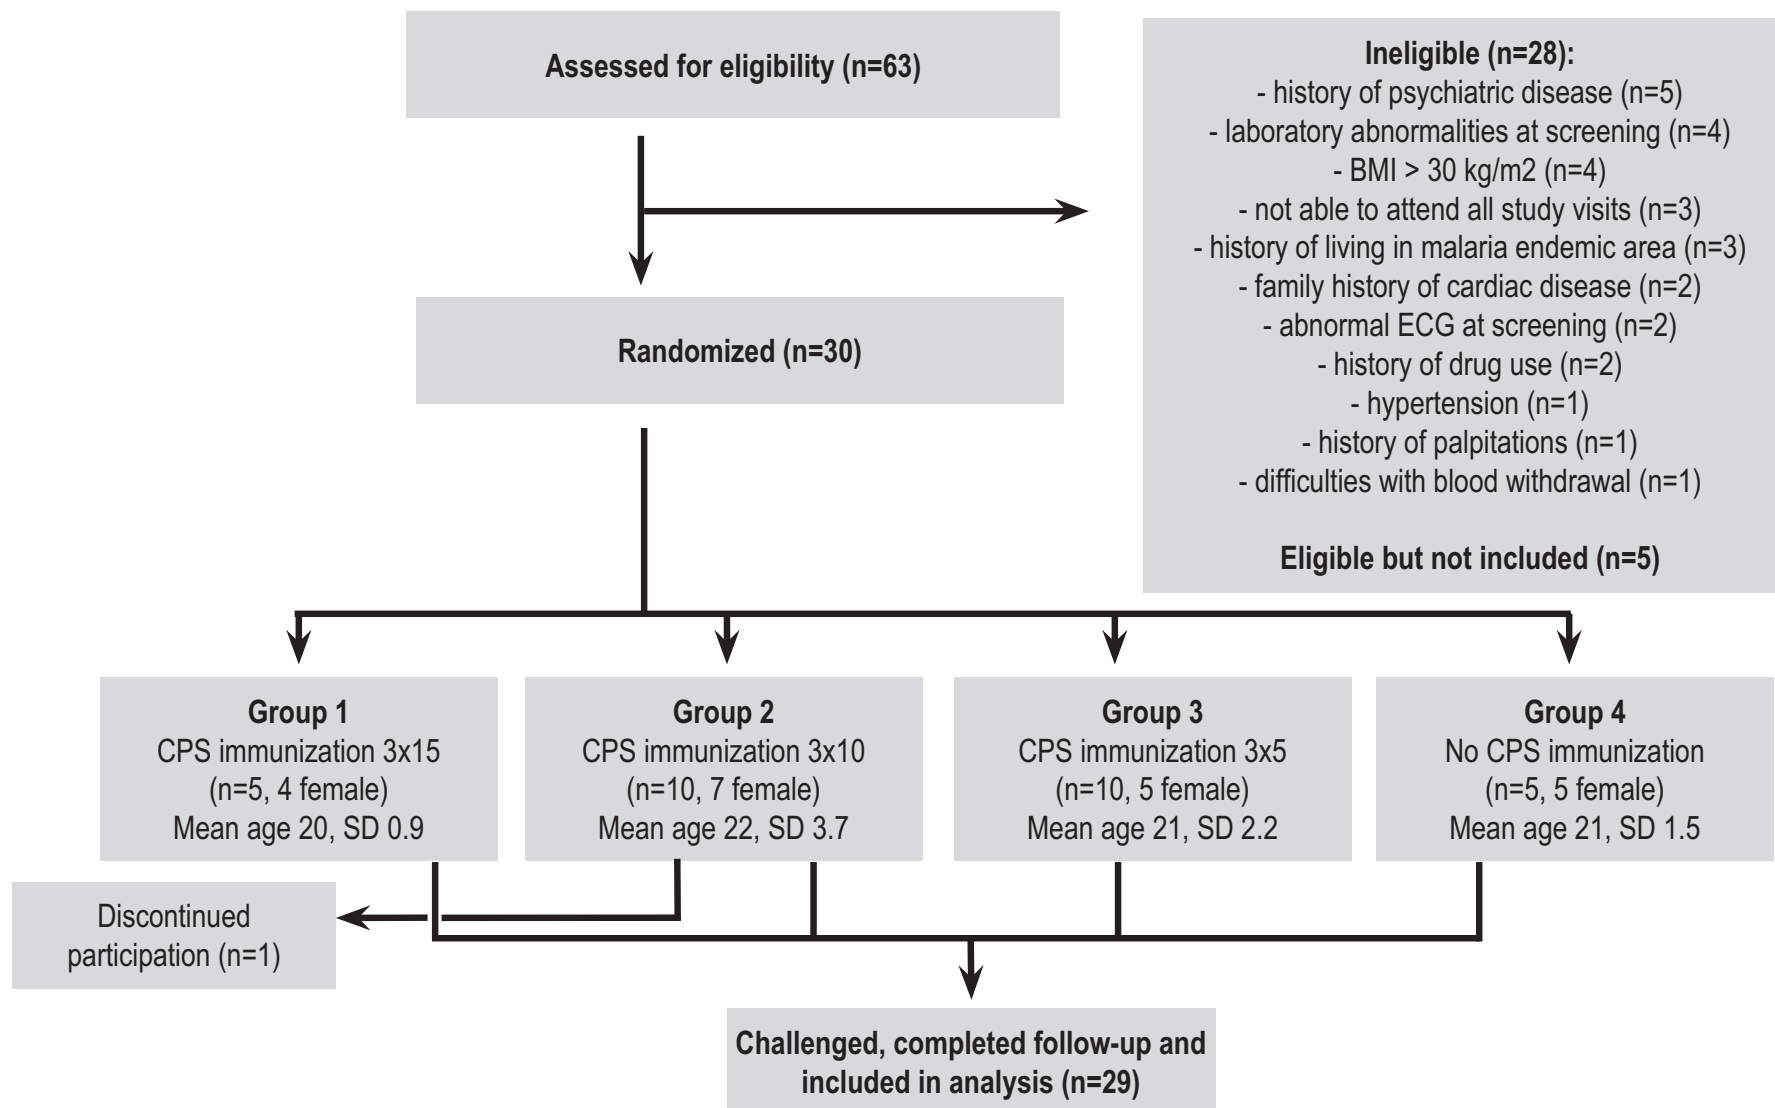 Assessed for eligibility (n=63)
Ineligible (n=28):
- history of psychiatric disease (n=5)
- laboratory abnormalities at screening (n=4)
- BMI > 30 kg/m2 (n=4)
- not able to attend all study visits (n=3)
- history of living in malaria endemic area (n=3)
- family history of cardiac disease (n=2)
- abnormal ECG at screening (n=2)
- history of drug use (n=2)
- hypertension (n=1)
- history of palpitations (n=1)
- difficulties with blood withdrawal (n=1)
Eligible but not included (n=5)
Randomized (n=30)
Group 1
CPS immunization 3x15
(n=5, 4 female)
Mean age 20, SD 0.9
Group 2
CPS immunization 3x10
(n=10, 7 female)
Mean age 22, SD 3.7
Group 3
CPS immunization 3x5
(n=10, 5 female)
Mean age 21, SD 2.2
Group 4
No CPS immunization
(n=5, 5 female)
Mean age 21, SD 1.5
Discontinued
participation (n=1)
Challenged, completed follow-up and
included in analysis (n=29)